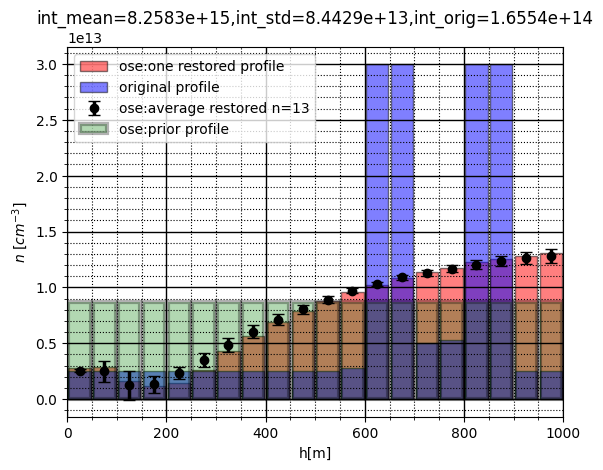 int_mean=8.2583e+15,int_std=8.4429e+13,int_orig=1.6554e+14
1e13
ose:one restored profile
original profile
ose:average restored n=13
ose:prior profile
3.0
2.5
2.0
1.5
1.0
0.5
0.0
n [cm⁻³]
0 200 400 600 800 1000
h[m]